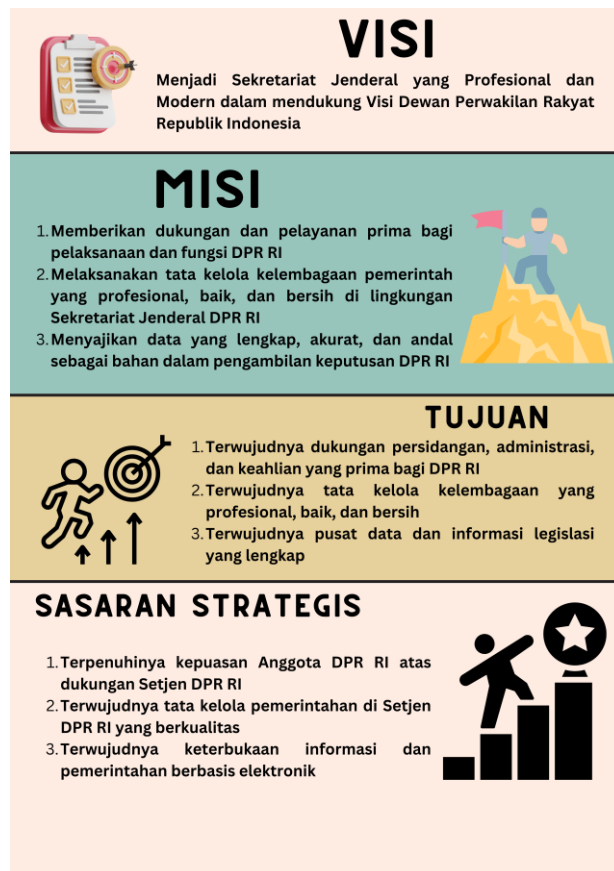 VISI
Menjadi Sekretariat Jenderal yang Profesional dan
Modern dalam mendukung Visi Dewan Perwakilan Rakyat
Republik Indonesia
MISI
1. Memberikan dukungan dan pelayanan prima bagi
pelaksanaan dan fungsi DPR RI
2. Melaksanakan tata kelola kelembagaan pemerintah
yang profesional, baik, dan bersih di lingkungan
Sekretariat Jenderal DPR RI
3. Menyajikan data yang lengkap, akurat, dan andal
sebagai bahan dalam pengambilan keputusan DPR RI
TUJUAN
1. Terwujudnya dukungan persidangan, administrasi,
dan keahlian yang prima bagi DPR RI
2. Terwujudnya tata kelola kelembagaan yang
profesional, baik, dan bersih
3. Terwujudnya pusat data dan informasi legislasi
yang lengkap
SASARAN STRATEGIS
1. Terpenuhinya kepuasan Anggota DPR RI atas
dukungan Setjen DPR RI
2. Terwujudnya tata kelola pemerintahan di Setjen
DPR RI yang berkualitas
3. Terwujudnya keterbukaan informasi dan
pemerintahan berbasis elektronik